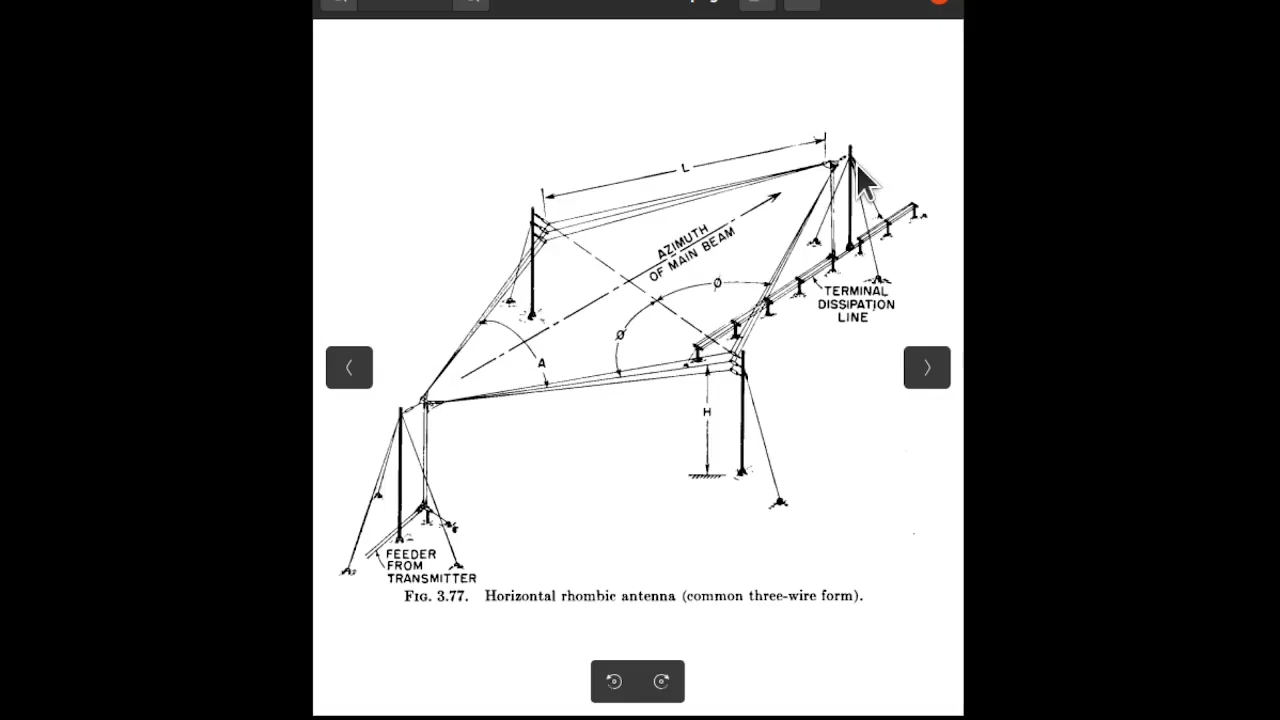 L
AZIMUTH
OF MAIN BEAM
Ø
TERMINAL
DISSIPATION
LINE
Ø
A
H
FEEDER
FROM
TRANSMITTER
FIG. 3.77. Horizontal rhombic antenna (common three-wire form).